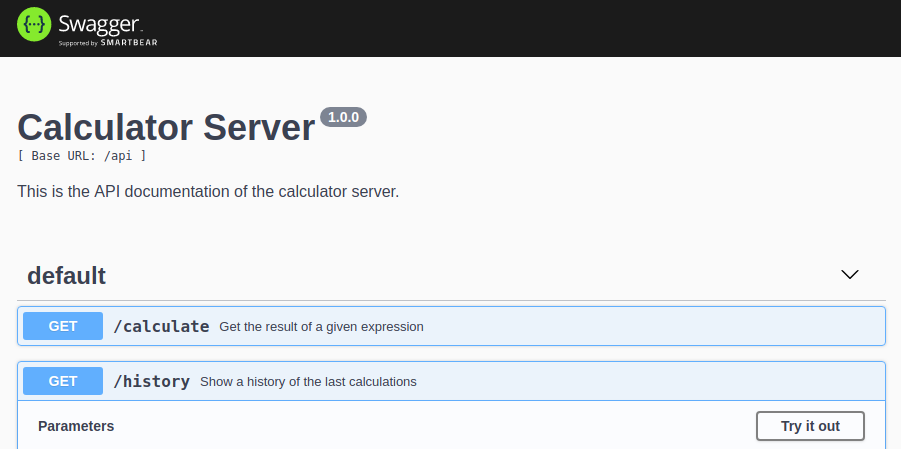 {···} Swagger
Supported by SMARTBEAR
Calculator Server 1.0.0
[ Base URL: /api ]
This is the API documentation of the calculator server.
default
GET /calculate Get the result of a given expression
GET /history Show a history of the last calculations
Parameters Try it out